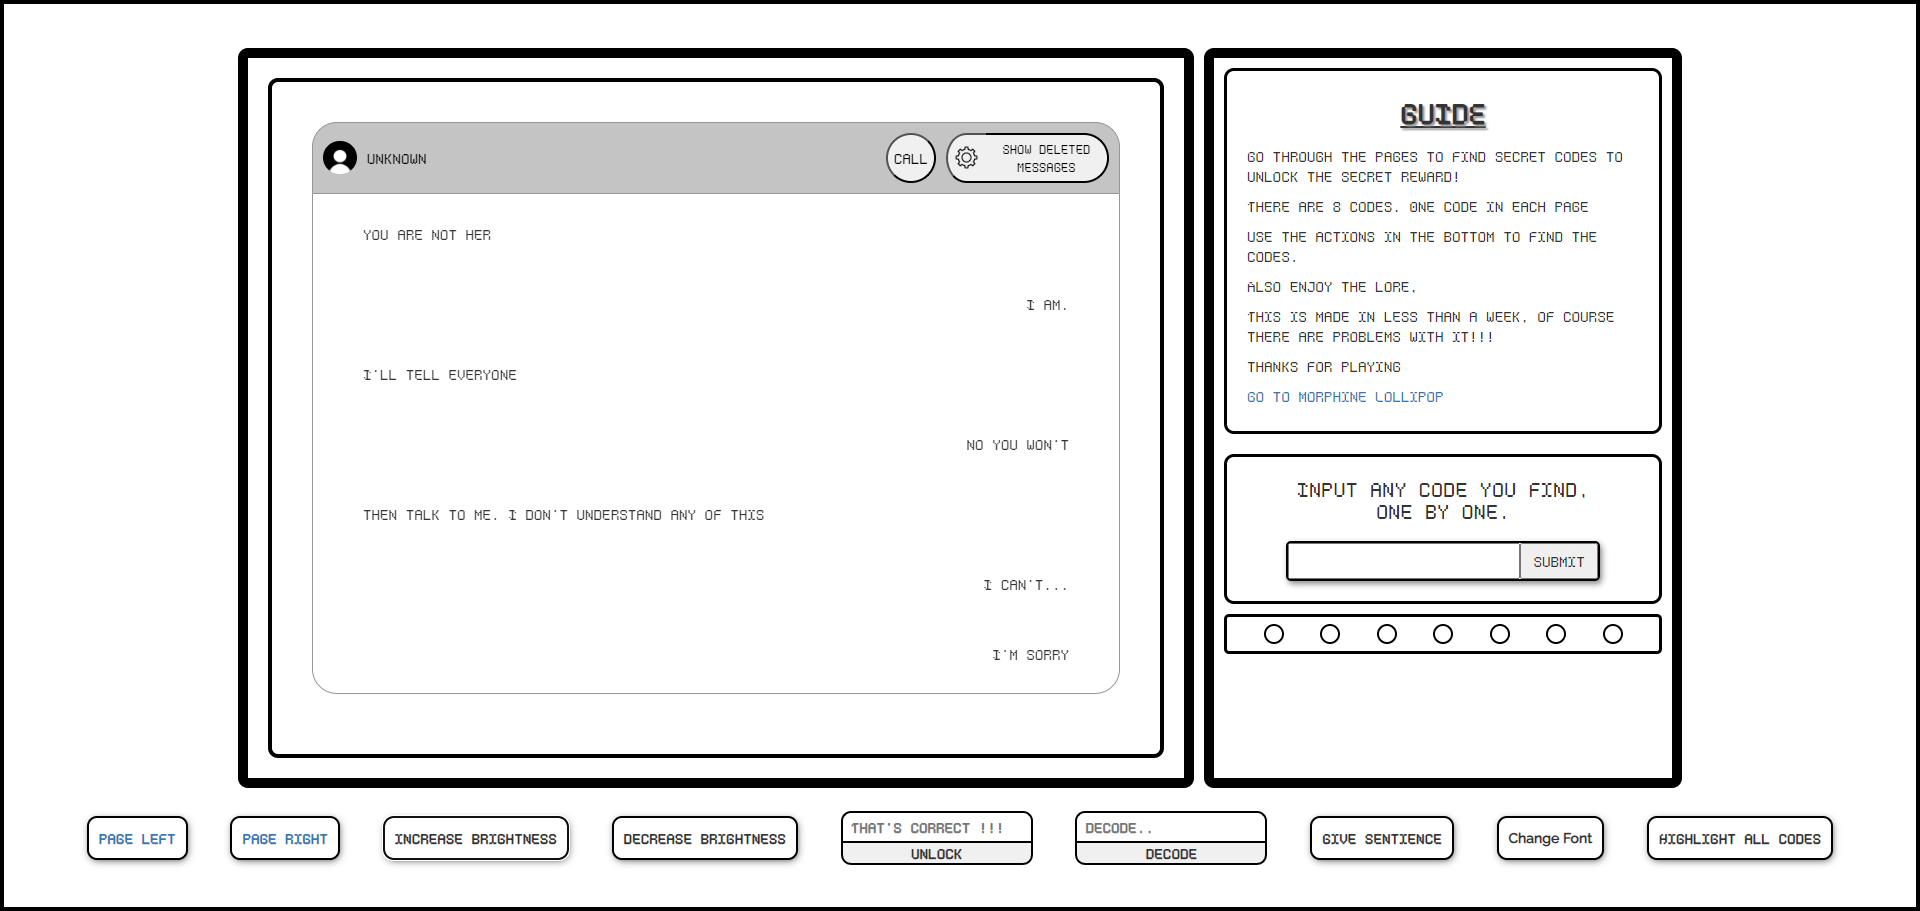 UNKNOWN
CALL
SHOW DELETED
MESSAGES
YOU ARE NOT HER
I AM.
I'LL TELL EVERYONE
NO YOU WON'T
THEN TALK TO ME. I DON'T UNDERSTAND ANY OF THIS
I CAN'T...
I'M SORRY
GUIDE
GO THROUGH THE PAGES TO FIND SECRET CODES TO
UNLOCK THE SECRET REWARD!
THERE ARE 8 CODES. ONE CODE IN EACH PAGE
USE THE ACTIONS IN THE BOTTOM TO FIND THE
CODES.
ALSO ENJOY THE LORE.
THIS IS MADE IN LESS THAN A WEEK, OF COURSE
THERE ARE PROBLEMS WITH IT!!!
THANKS FOR PLAYING
GO TO MORPHINE LOLLIPOP
INPUT ANY CODE YOU FIND,
ONE BY ONE.
SUBMIT
PAGE LEFT
PAGE RIGHT
INCREASE BRIGHTNESS
DECREASE BRIGHTNESS
THAT'S CORRECT !!!
UNLOCK
DECODE..
DECODE
GIVE SENTIENCE
Change Font
HIGHLIGHT ALL CODES